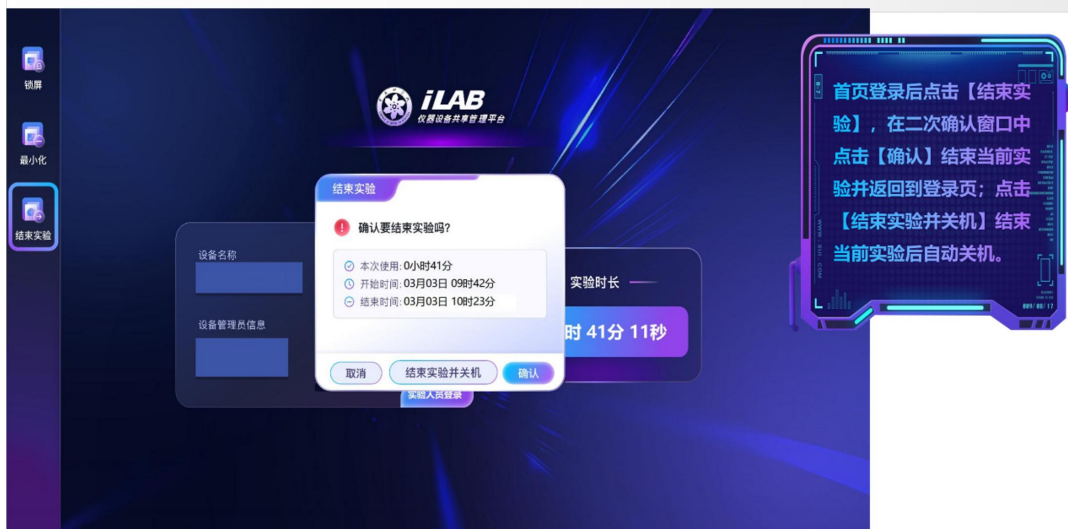 锁屏
最小化
结束实验
iLAB
仪器设备共享管理平台
设备名称
设备管理员信息
结束实验
确认要结束实验吗?
本次使用:0小时41分
开始时间:03月03日 09时42分
结束时间:03月03日 10时23分
取消
结束实验并关机
确认
实验人员登录
实验时长
时 41分 11秒
首页登录后点击【结束实
验】，在二次确认窗口中
点击【确认】结束当前实
验并返回到登录页；点击
【结束实验并关机】结束
当前实验后自动关机。